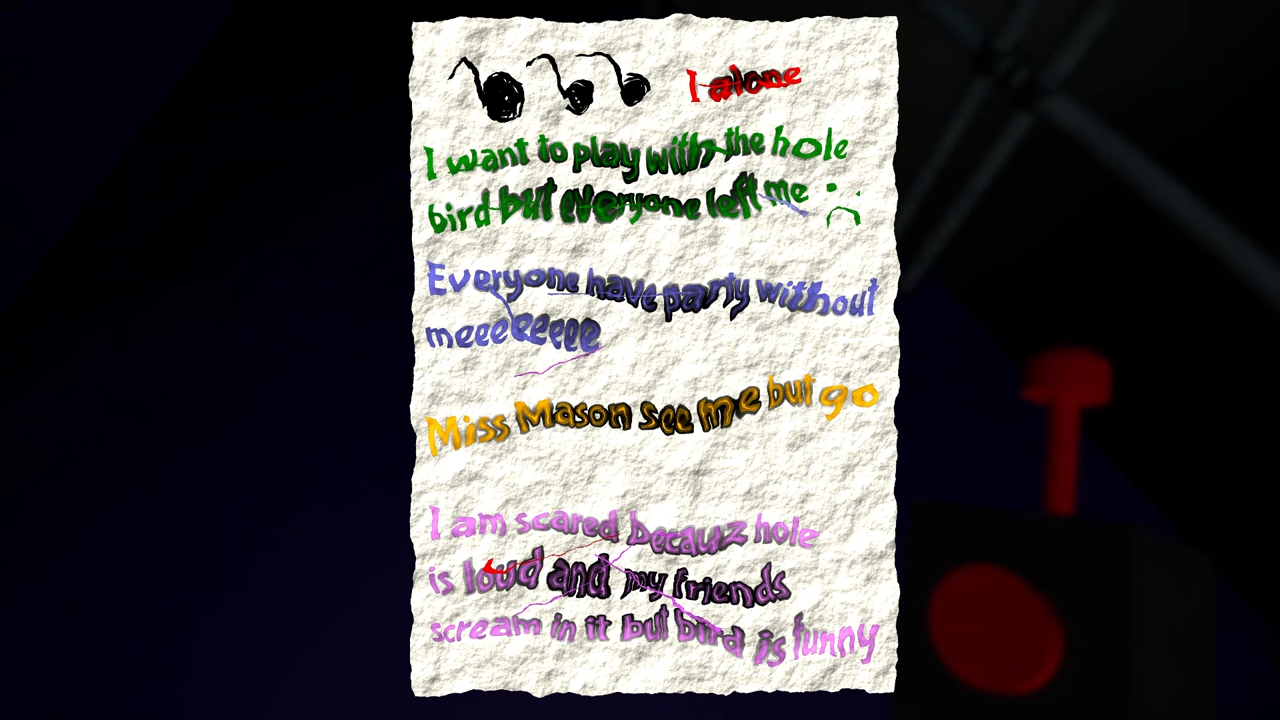 I alone
I want to play with the hole
bird but everyone left me :(
Everyone have party without
meeeeeeee
Miss Mason see me but go
I am scared becauz hole
is loud and my friends
scream in it but bird is funny